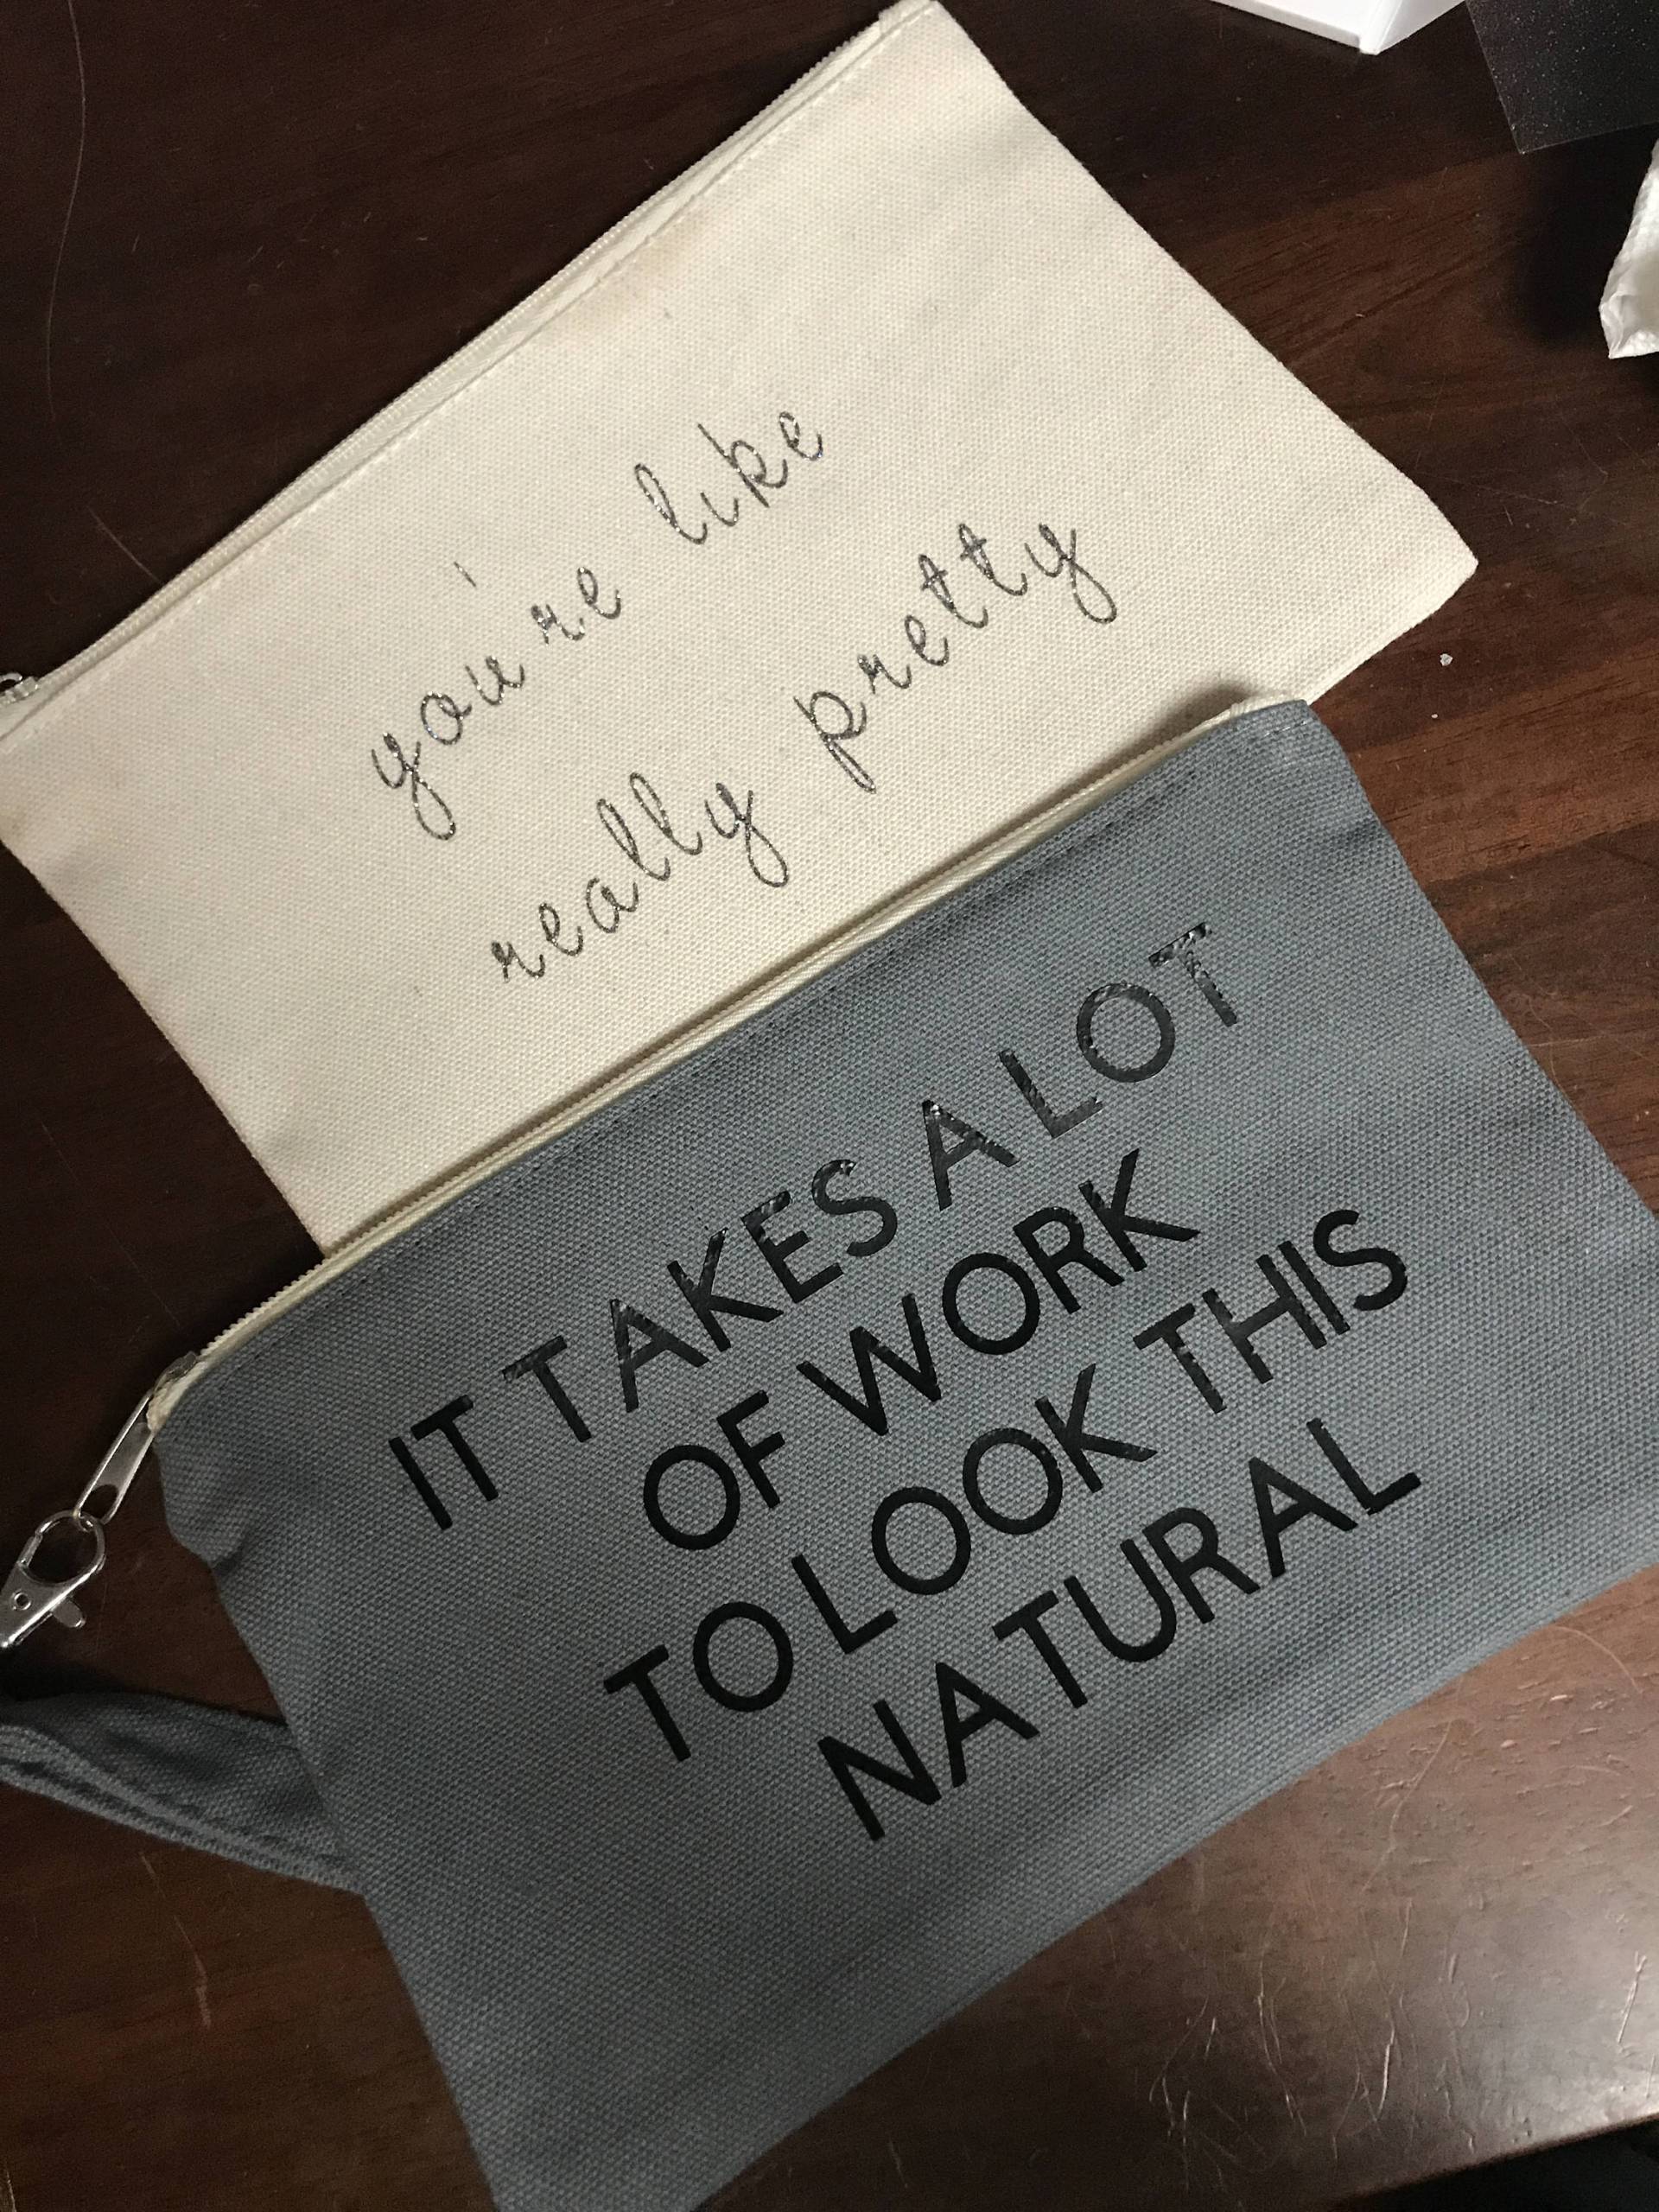 you're like
really pretty
IT TAKES A LOT
OF WORK
TO LOOK THIS
NATURAL